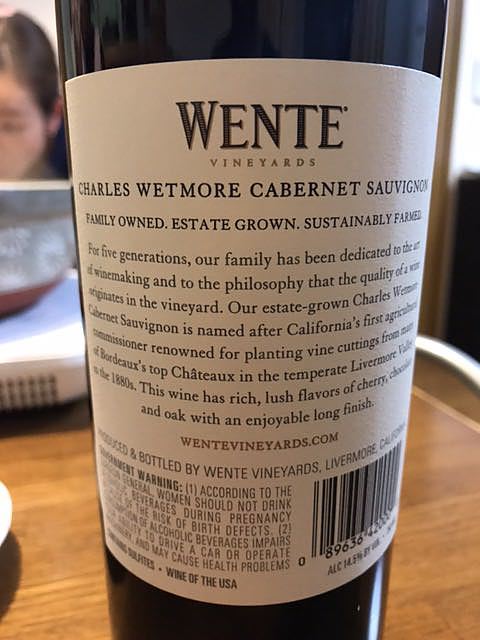 WENTE
VINEYARDS
CHARLES WETMORE CABERNET SAUVIGNON
FAMILY OWNED. ESTATE GROWN. SUSTAINABLY FARMED.
For five generations, our family has been dedicated to the art
of winemaking and to the philosophy that the quality of a wine
originates in the vineyard. Our estate-grown Charles Wetmore
Cabernet Sauvignon is named after California's first agricultural
commissioner renowned for planting vine cuttings from many
of Bordeaux's top Châteaux in the temperate Livermore Valley
in the 1880s. This wine has rich, lush flavors of cherry, chocolate
and oak with an enjoyable long finish.
WENTEVINEYARDS.COM
PRODUCED & BOTTLED BY WENTE VINEYARDS, LIVERMORE, CALIFORNIA
GOVERNMENT WARNING: (1) ACCORDING TO THE
SURGEON GENERAL, WOMEN SHOULD NOT DRINK
ALCOHOLIC BEVERAGES DURING PREGNANCY
BECAUSE OF THE RISK OF BIRTH DEFECTS. (2)
CONSUMPTION OF ALCOHOLIC BEVERAGES IMPAIRS
YOUR ABILITY TO DRIVE A CAR OR OPERATE
MACHINERY, AND MAY CAUSE HEALTH PROBLEMS
CONTAINING SULFITES • WINE OF THE USA
0 89636
ALC 14.5% BY